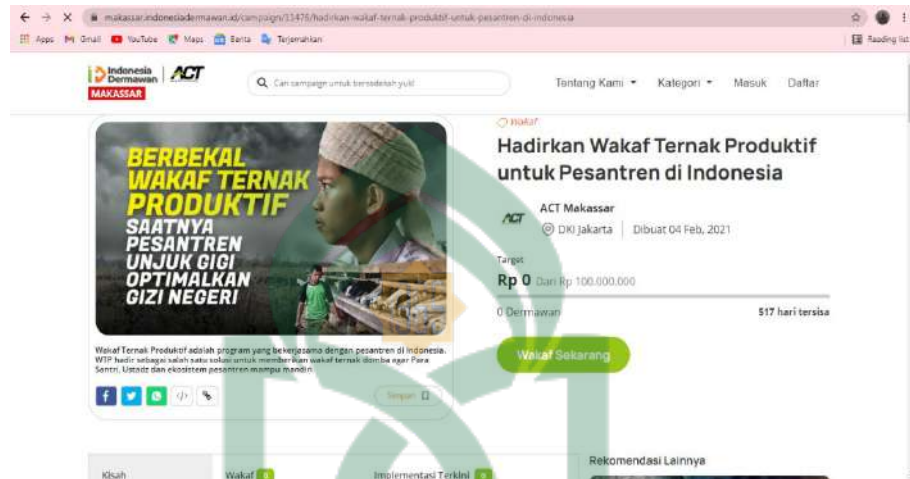 makassar.indonesiadermawan.id/campaign/13478/hadirkan-wakaf-ternak-produktif-untuk-pesantren-di-indonesia
Apps Gmail YouTube Maps Berita Terjemahkan Reading list
Indonesia Dermawan ACT
MAKASSAR
Cari campaign untuk bersedekah yuk!
Tentang Kami Kategori Masuk Daftar
BERBEKAL
WAKAF TERNAK
PRODUKTIF
SAATNYA
PESANTREN
UNJUK GIGI
OPTIMALKAN
GIZI NEGERI
Wakaf Ternak Produktif adalah program yang bekerjasama dengan pesantren di Indonesia.
WTP hadir sebagai salah satu solusi untuk memberikan wakaf ternak domba agar Para
Santri, Ustadz dan ekosistem pesantren mampu mandiri
Simpan
Wakaf
Hadirkan Wakaf Ternak Produktif
untuk Pesantren di Indonesia
ACT
ACT Makassar
DKI Jakarta Dibuat 04 Feb, 2021
Target
Rp 0 Dari Rp 100.000.000
0 Dermawan 517 hari tersisa
Wakaf Sekarang
Kisah Wakaf 0 Implementasi Terkini 0
Rekomendasi Lainnya